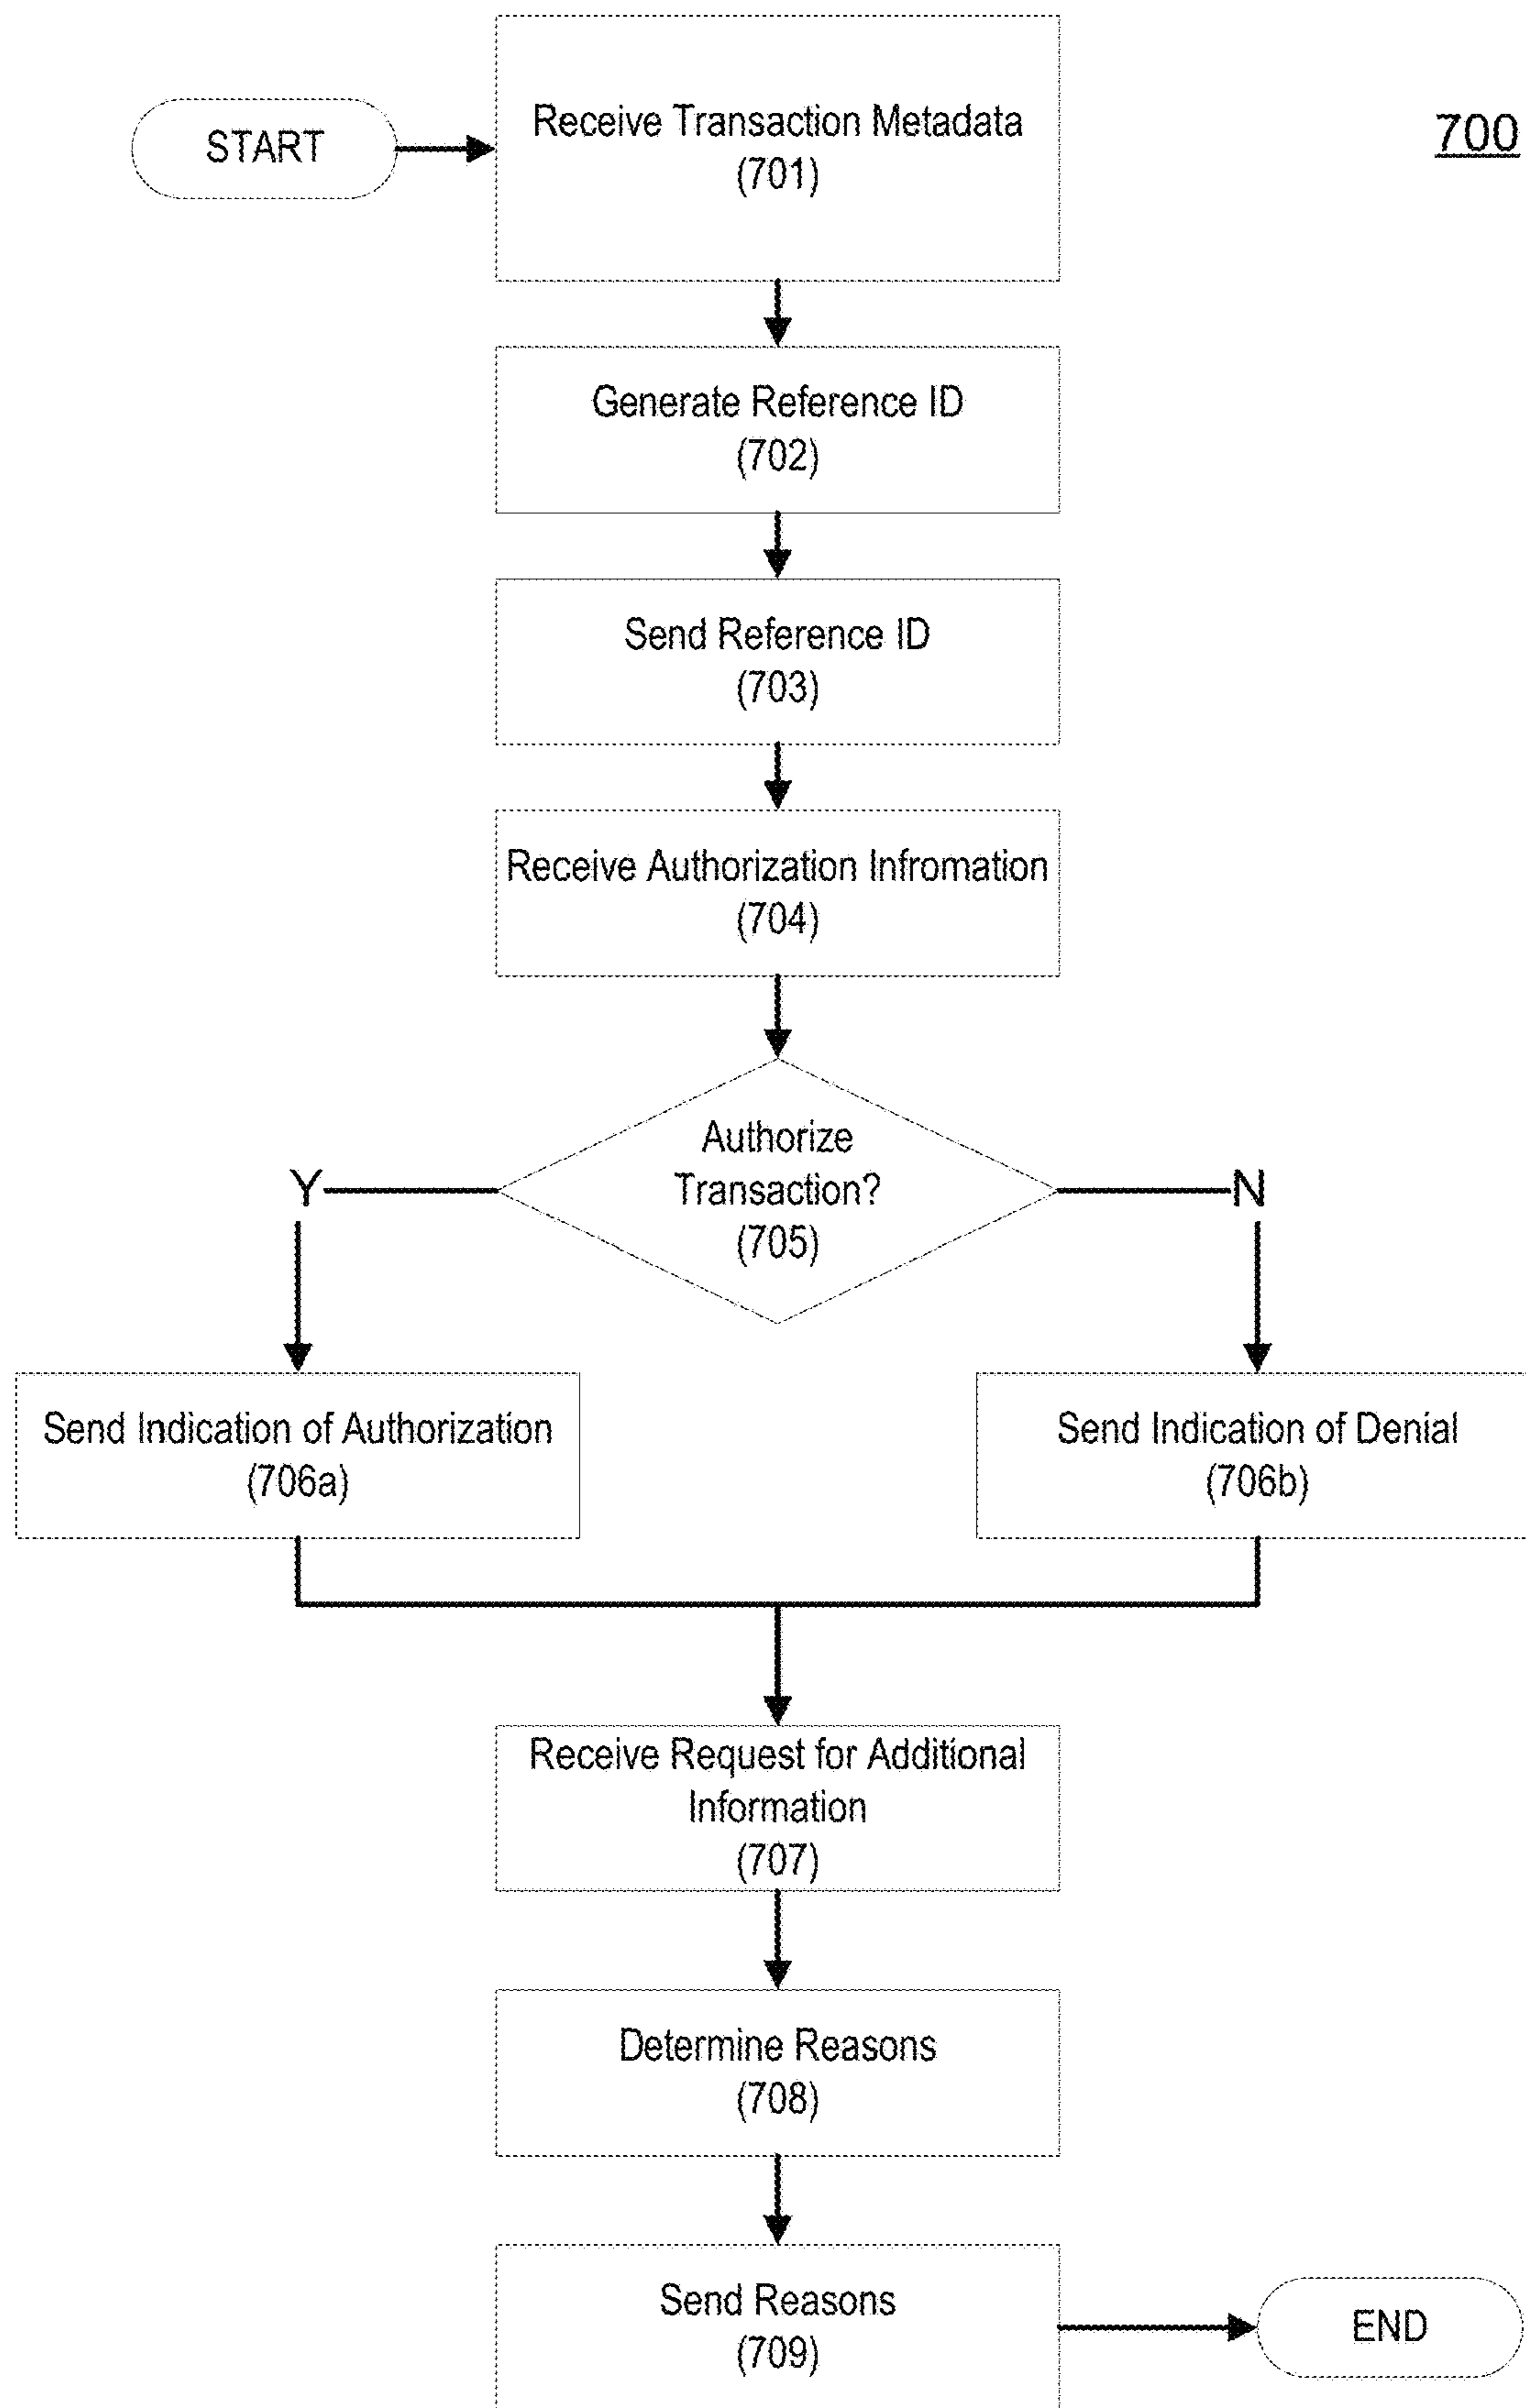 START
Receive Transaction Metadata
(701)
700
Generate Reference ID
(702)
Send Reference ID
(703)
Receive Authorization Infromation
(704)
Authorize
Transaction?
(705)
Y
N
Send Indication of Authorization
(706a)
Send Indication of Denial
(706b)
Receive Request for Additional
Information
(707)
Determine Reasons
(708)
Send Reasons
(709)
END